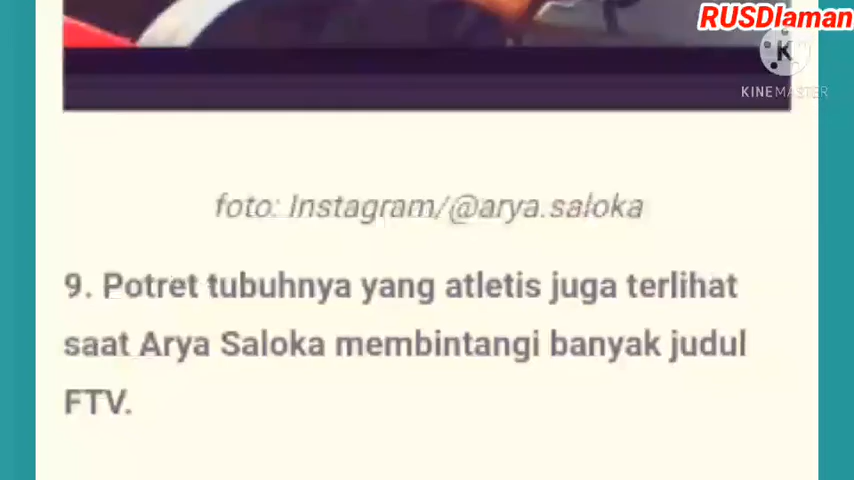 RUSDIaman
K
KINEMASTER
foto: Instagram/@arya.saloka
9. Potret tubuhnya yang atletis juga terlihat
saat Arya Saloka membintangi banyak judul
FTV.